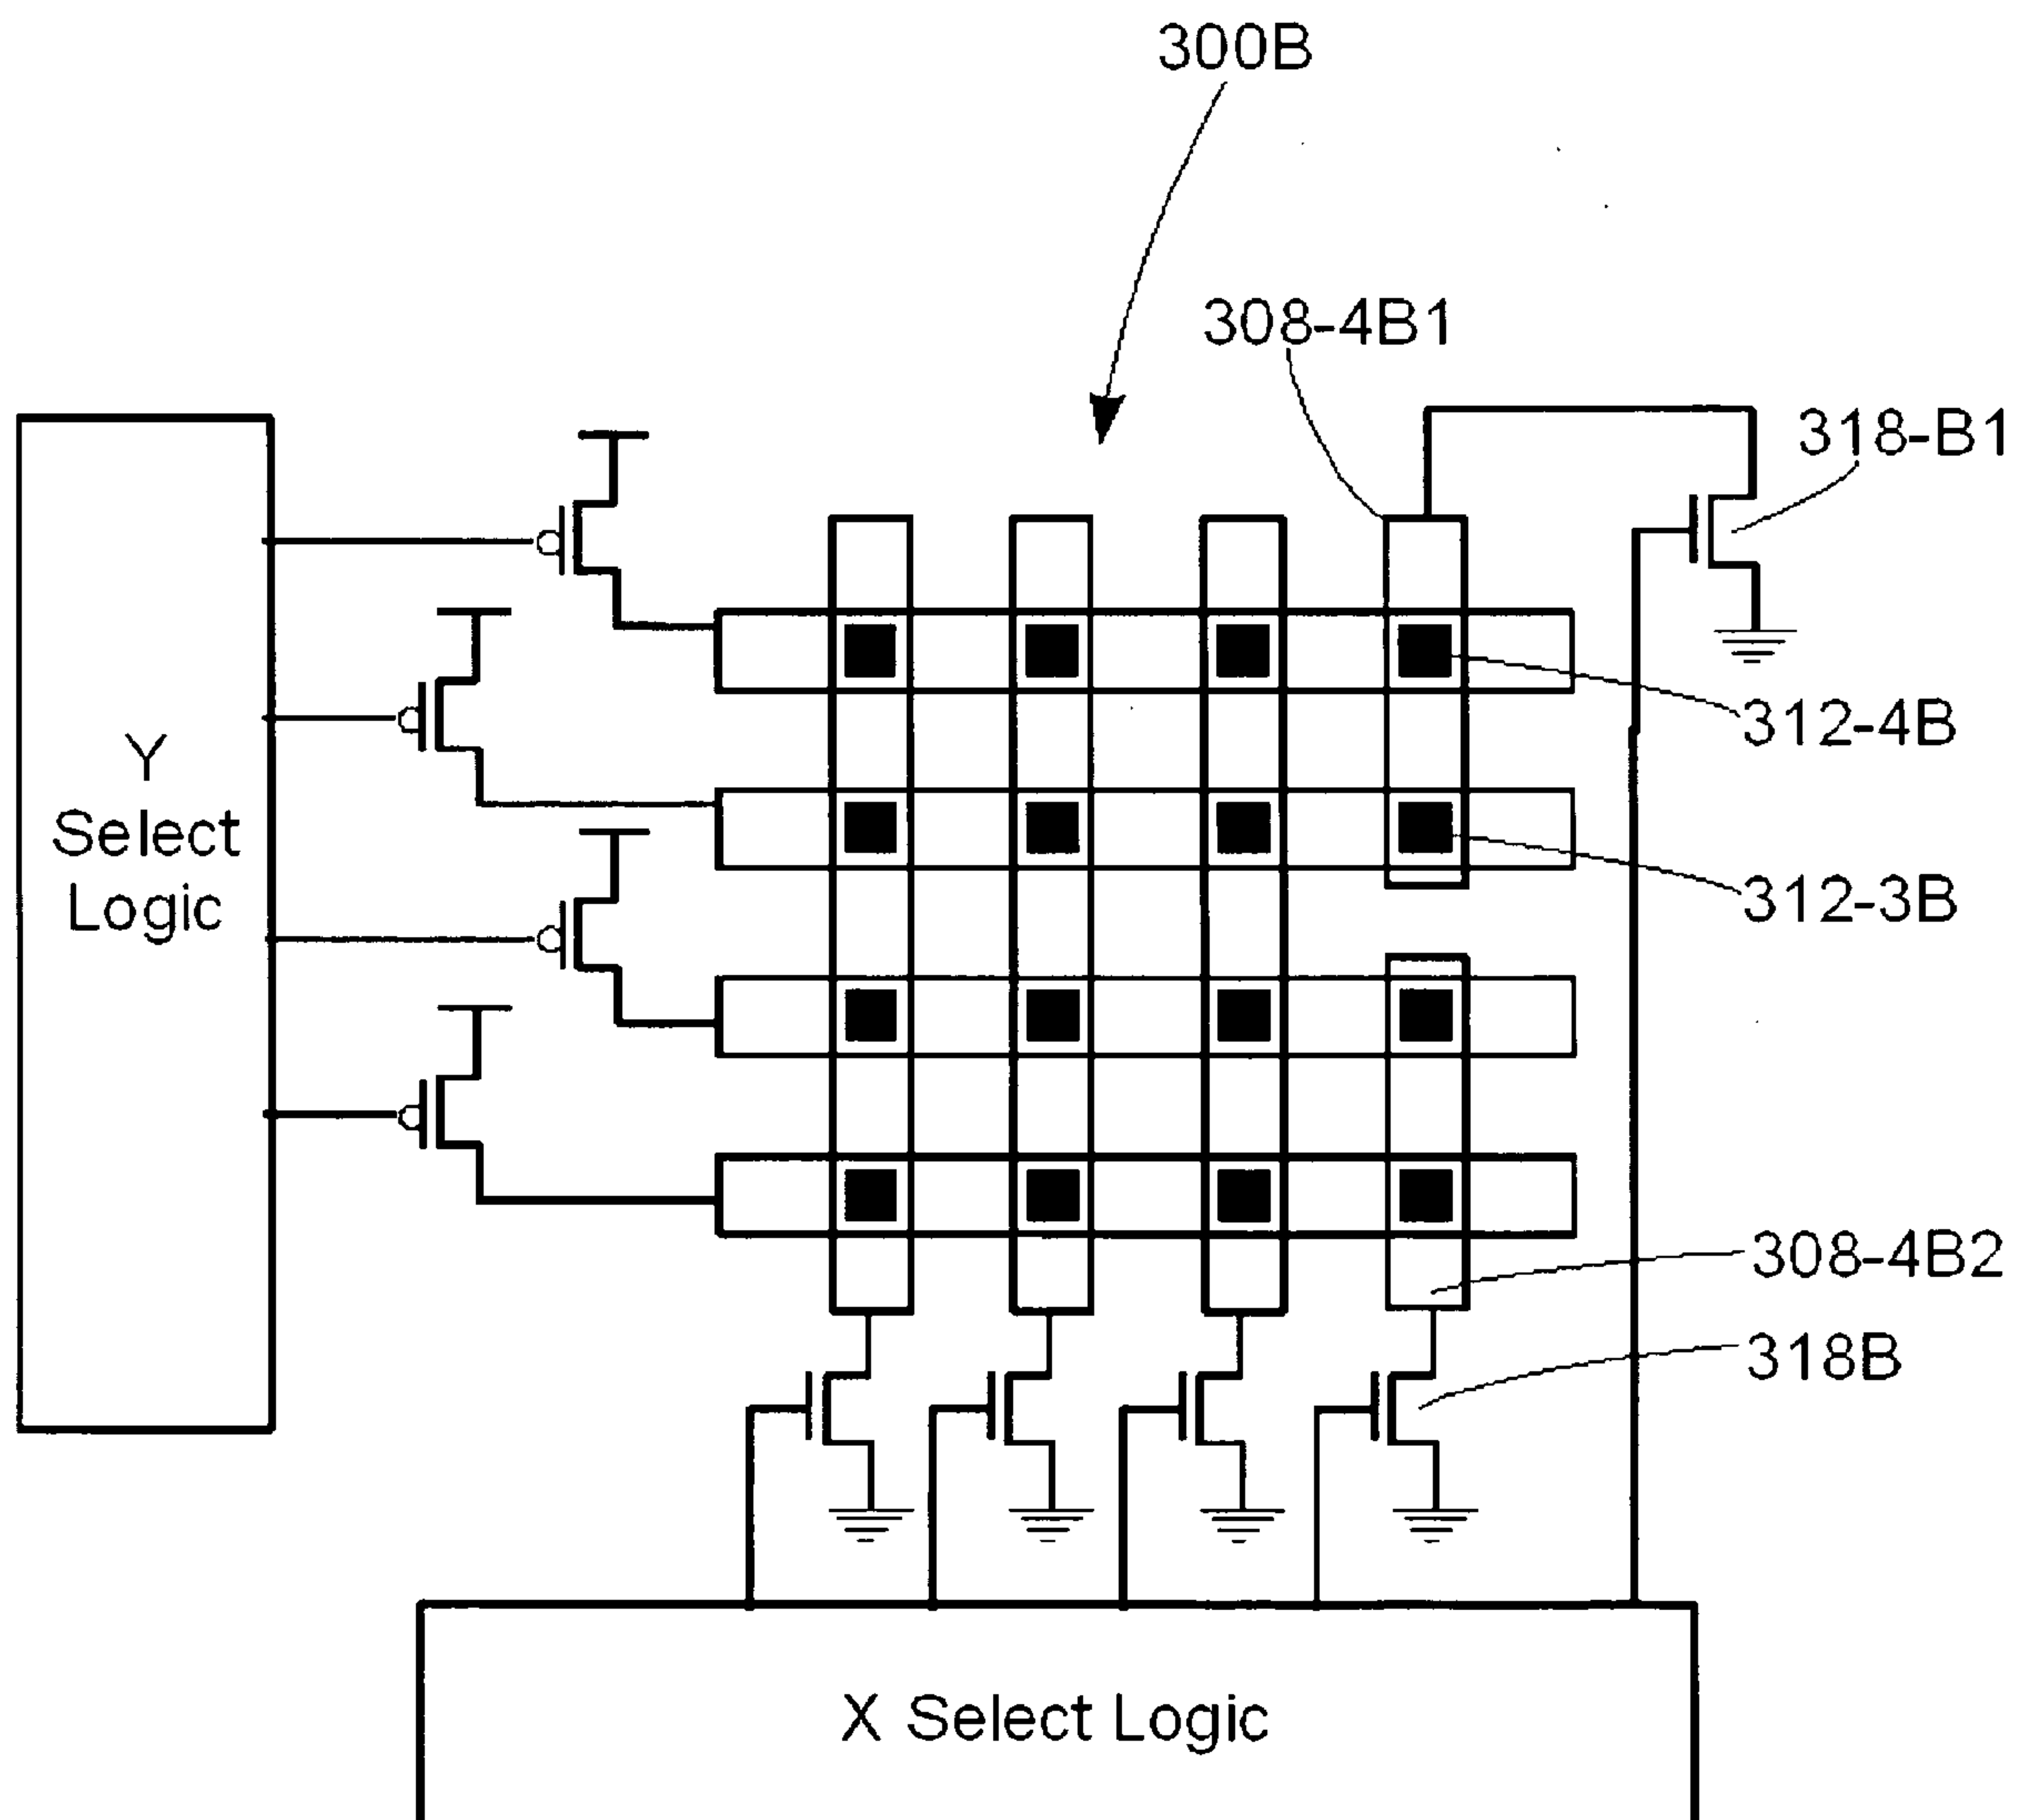 300B
308-4B1
318-B1
312-4B
Y
Select
Logic
312-3B
308-4B2
318B
X Select Logic